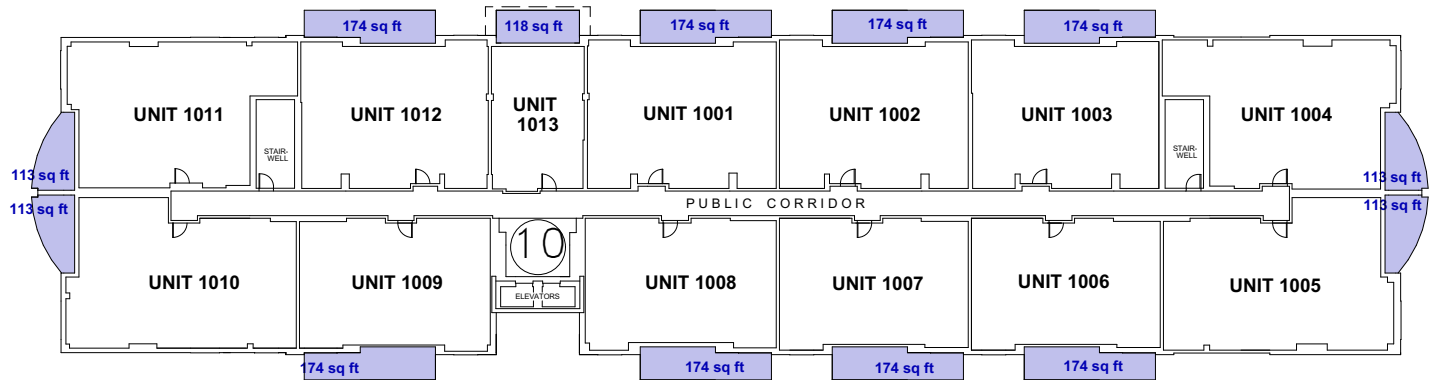 174 sq ft
118 sq ft
174 sq ft
174 sq ft
174 sq ft
UNIT 1011
UNIT 1012
UNIT
1013
UNIT 1001
UNIT 1002
UNIT 1003
UNIT 1004
STAIR-
WELL
STAIR-
WELL
113 sq ft
113 sq ft
113 sq ft
113 sq ft
PUBLIC CORRIDOR
10
UNIT 1010
UNIT 1009
ELEVATORS
UNIT 1008
UNIT 1007
UNIT 1006
UNIT 1005
174 sq ft
174 sq ft
174 sq ft
174 sq ft